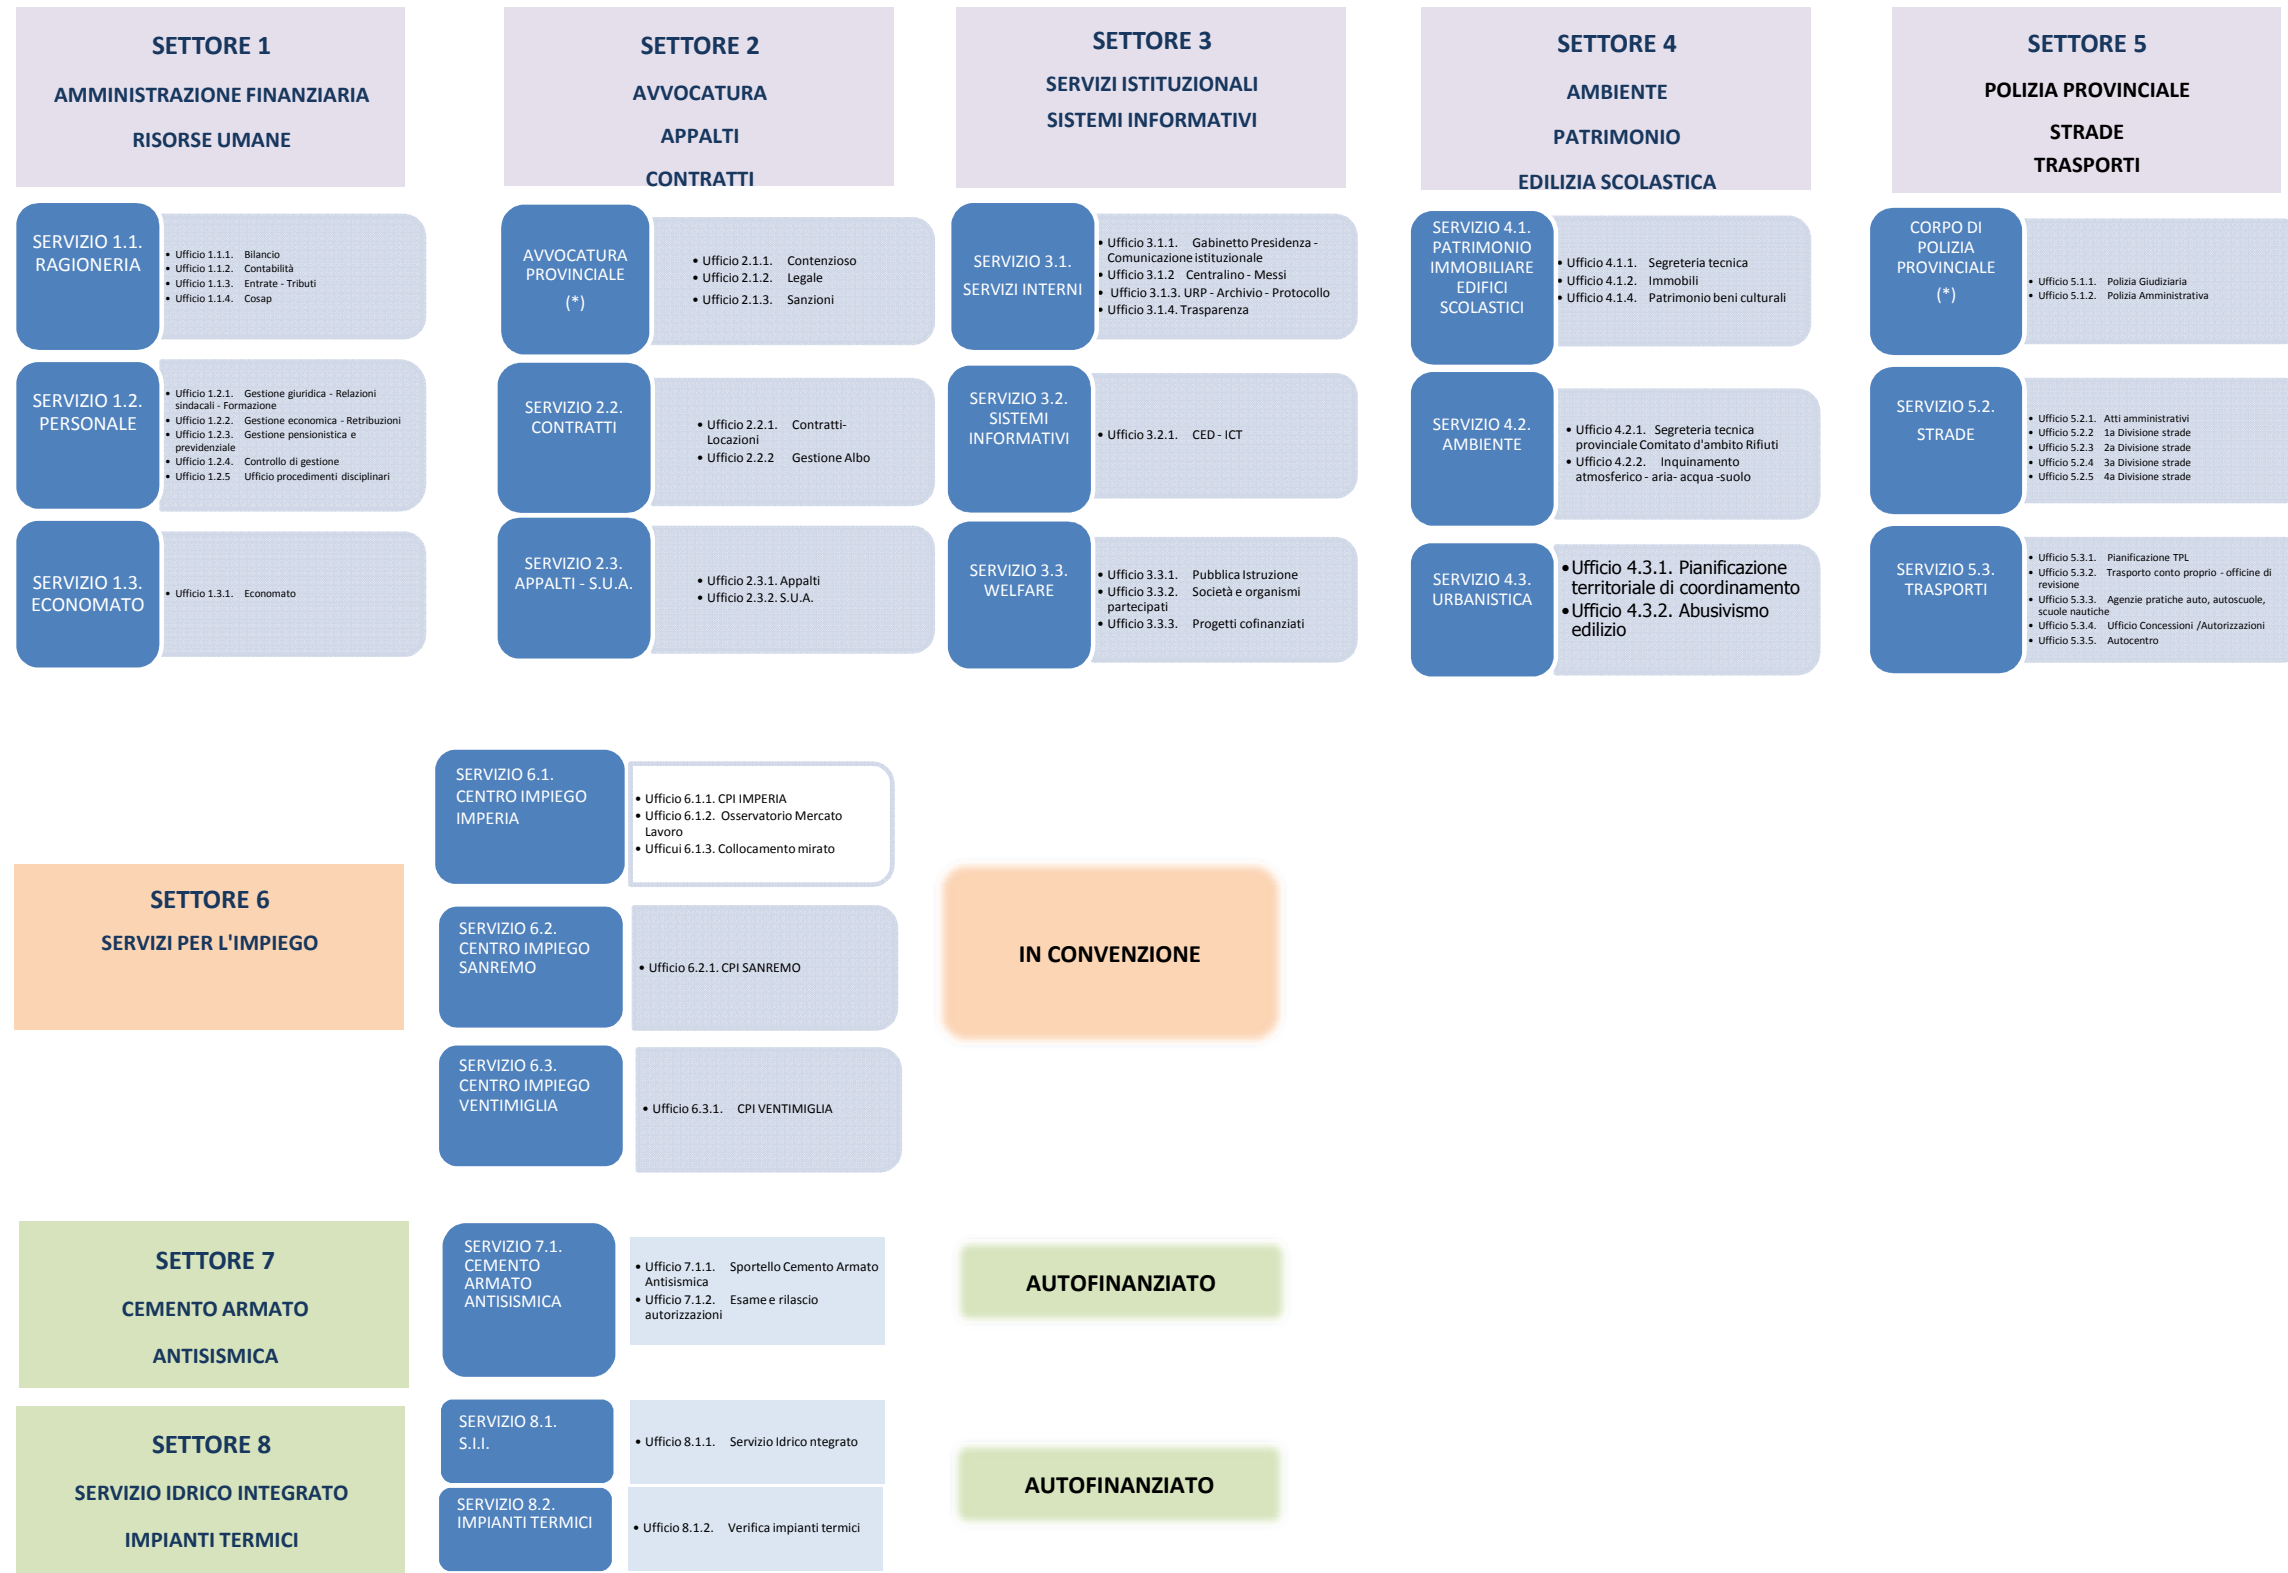 SETTORE 1
AMMINISTRAZIONE FINANZIARIA
RISORSE UMANE
SERVIZIO 1.1.
RAGIONERIA
• Ufficio 1.1.1. Bilancio
• Ufficio 1.1.2. Contabilità
• Ufficio 1.1.3. Entrate - Tributi
• Ufficio 1.1.4. Cosap
SERVIZIO 1.2.
PERSONALE
• Ufficio 1.2.1. Gestione giuridica - Relazioni
sindacali - Formazione
• Ufficio 1.2.2. Gestione economica - Retribuzioni
• Ufficio 1.2.3. Gestione pensionistica e
previdenziale
• Ufficio 1.2.4. Controllo di gestione
• Ufficio 1.2.5 Ufficio procedimenti disciplinari
SERVIZIO 1.3.
ECONOMATO
• Ufficio 1.3.1. Economato
SETTORE 2
AVVOCATURA
APPALTI
CONTRATTI
AVVOCATURA
PROVINCIALE
(*)
• Ufficio 2.1.1. Contenzioso
• Ufficio 2.1.2. Legale
• Ufficio 2.1.3. Sanzioni
SERVIZIO 2.2.
CONTRATTI
• Ufficio 2.2.1. Contratti-
Locazioni
• Ufficio 2.2.2 Gestione Albo
SERVIZIO 2.3.
APPALTI - S.U.A.
• Ufficio 2.3.1. Appalti
• Ufficio 2.3.2. S.U.A.
SETTORE 3
SERVIZI ISTITUZIONALI
SISTEMI INFORMATIVI
SERVIZIO 3.1.
SERVIZI INTERNI
• Ufficio 3.1.1. Gabinetto Presidenza -
Comunicazione istituzionale
• Ufficio 3.1.2 Centralino - Messi
• Ufficio 3.1.3. URP - Archivio - Protocollo
• Ufficio 3.1.4. Trasparenza
SERVIZIO 3.2.
SISTEMI
INFORMATIVI
• Ufficio 3.2.1. CED - ICT
SERVIZIO 3.3.
WELFARE
• Ufficio 3.3.1. Pubblica Istruzione
• Ufficio 3.3.2. Società e organismi
partecipati
• Ufficio 3.3.3. Progetti cofinanziati
SETTORE 4
AMBIENTE
PATRIMONIO
EDILIZIA SCOLASTICA
SERVIZIO 4.1.
PATRIMONIO
IMMOBILIARE
EDIFICI
SCOLASTICI
• Ufficio 4.1.1. Segreteria tecnica
• Ufficio 4.1.2. Immobili
• Ufficio 4.1.4. Patrimonio beni culturali
SERVIZIO 4.2.
AMBIENTE
• Ufficio 4.2.1. Segreteria tecnica
provinciale Comitato d'ambito Rifiuti
• Ufficio 4.2.2. Inquinamento
atmosferico - aria- acqua -suolo
SERVIZIO 4.3.
URBANISTICA
• Ufficio 4.3.1. Pianificazione
territoriale di coordinamento
• Ufficio 4.3.2. Abusivismo
edilizio
SETTORE 5
POLIZIA PROVINCIALE
STRADE
TRASPORTI
CORPO DI
POLIZIA
PROVINCIALE
(*)
• Ufficio 5.1.1. Polizia Giudiziaria
• Ufficio 5.1.2. Polizia Amministrativa
SERVIZIO 5.2.
STRADE
• Ufficio 5.2.1. Atti amministrativi
• Ufficio 5.2.2 1a Divisione strade
• Ufficio 5.2.3 2a Divisione strade
• Ufficio 5.2.4 3a Divisione strade
• Ufficio 5.2.5 4a Divisione strade
SERVIZIO 5.3.
TRASPORTI
• Ufficio 5.3.1. Pianificazione TPL
• Ufficio 5.3.2. Trasporto conto proprio - officine di
revisione
• Ufficio 5.3.3. Agenzie pratiche auto, autoscuole,
scuole nautiche
• Ufficio 5.3.4. Ufficio Concessioni /Autorizzazioni
• Ufficio 5.3.5. Autocentro
SETTORE 6
SERVIZI PER L'IMPIEGO
SERVIZIO 6.1.
CENTRO IMPIEGO
IMPERIA
• Ufficio 6.1.1. CPI IMPERIA
• Ufficio 6.1.2. Osservatorio Mercato
Lavoro
• Ufficui 6.1.3. Collocamento mirato
SERVIZIO 6.2.
CENTRO IMPIEGO
SANREMO
• Ufficio 6.2.1. CPI SANREMO
SERVIZIO 6.3.
CENTRO IMPIEGO
VENTIMIGLIA
• Ufficio 6.3.1. CPI VENTIMIGLIA
IN CONVENZIONE
SETTORE 7
CEMENTO ARMATO
ANTISISMICA
SERVIZIO 7.1.
CEMENTO
ARMATO
ANTISISMICA
• Ufficio 7.1.1. Sportello Cemento Armato
Antisismica
• Ufficio 7.1.2. Esame e rilascio
autorizzazioni
AUTOFINANZIATO
SETTORE 8
SERVIZIO IDRICO INTEGRATO
IMPIANTI TERMICI
SERVIZIO 8.1.
S.I.I.
• Ufficio 8.1.1. Servizio Idrico ntegrato
SERVIZIO 8.2.
IMPIANTI TERMICI
• Ufficio 8.1.2. Verifica impianti termici
AUTOFINANZIATO